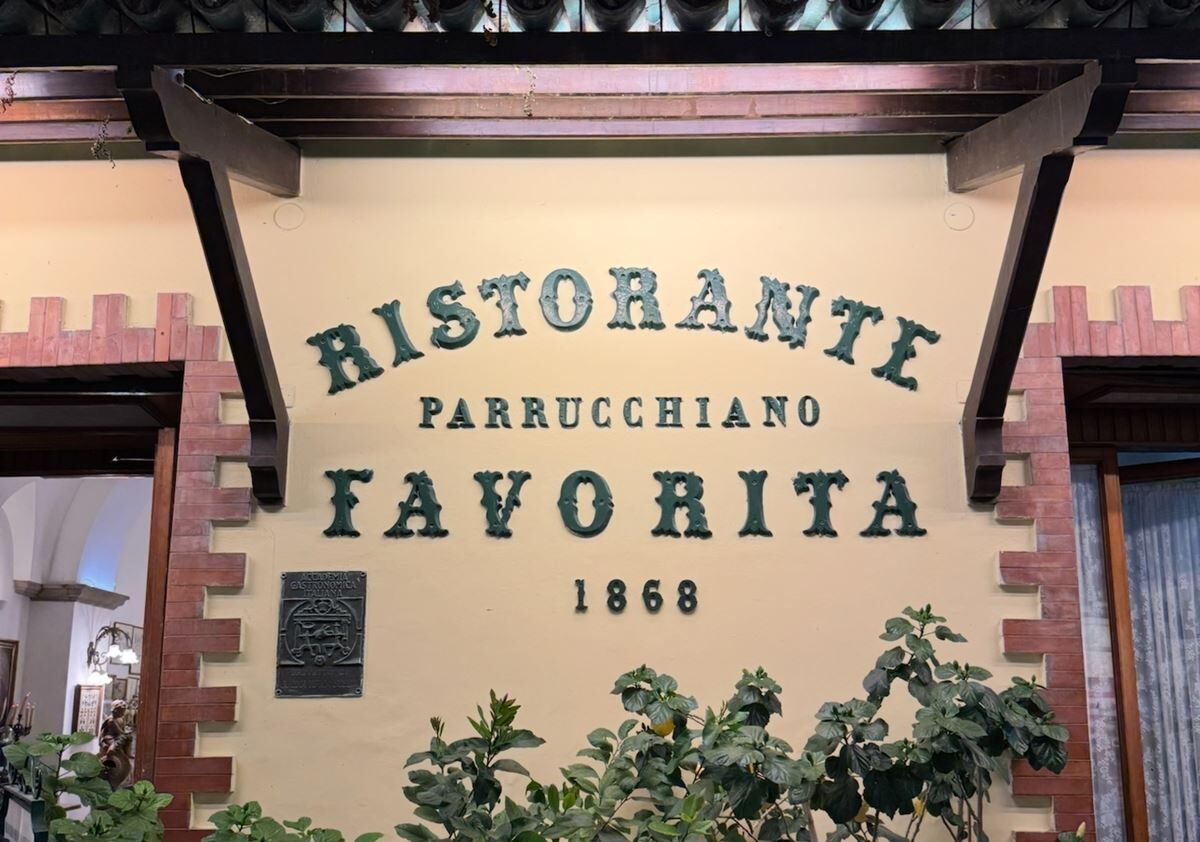 RISTORANTE
PARRUCCHIANO
FAVORITA
1868
ACCADEMIA
GASTRONOMICA
ITALIANA